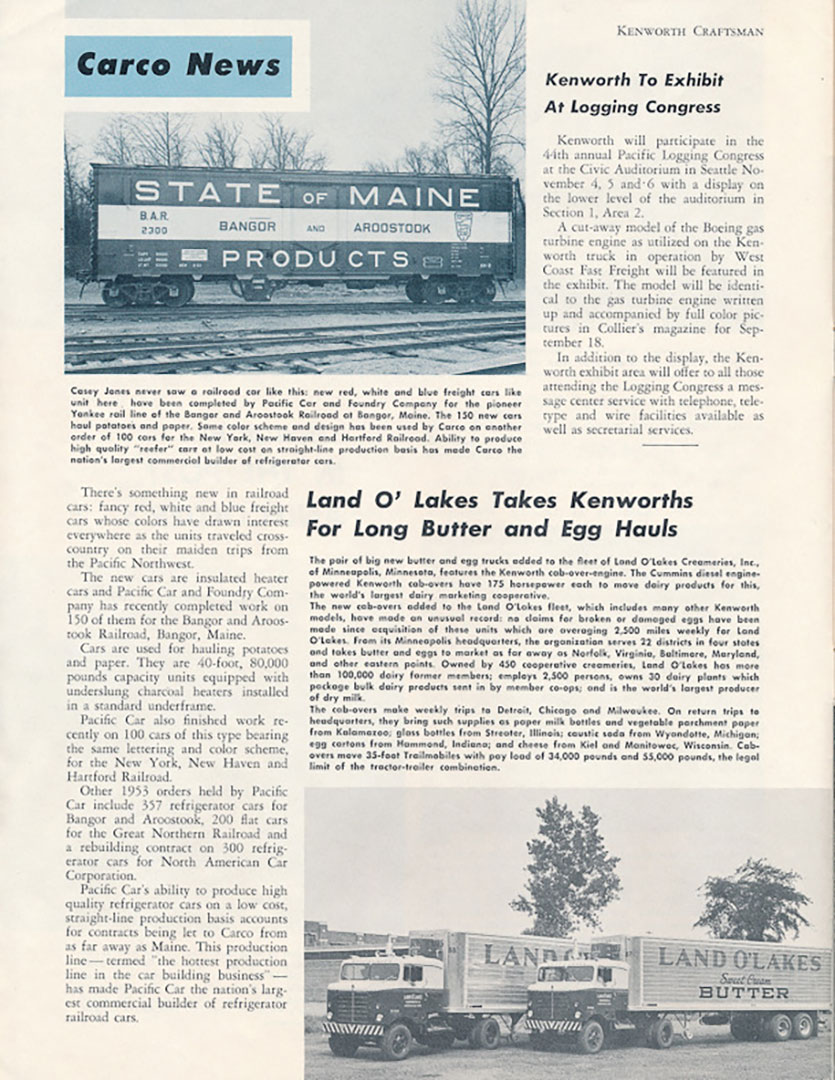 KENWORTH CRAFTSMAN
Carco News
STATE OF MAINE
B.A.R.
2300
BANGOR AND AROOSTOOK
PRODUCTS
Casey Jones never saw a railroad car like this: new red, white and blue freight cars like
unit here have been completed by Pacific Car and Foundry Company for the pioneer
Yankee rail line of the Bangor and Aroostook Railroad at Bangor, Maine. The 150 new cars
haul potatoes and paper. Same color scheme and design has been used by Carco on another
order of 100 cars for the New York, New Haven and Hartford Railroad. Ability to produce
high quality "reefer" cars at low cost on straight-line production basis has made Carco the
nation's largest commercial builder of refrigerator cars.
There's something new in railroad
cars: fancy red, white and blue freight
cars whose colors have drawn interest
everywhere as the units traveled cross-
country on their maiden trips from
the Pacific Northwest.
The new cars are insulated heater
cars and Pacific Car and Foundry Com-
pany has recently completed work on
150 of them for the Bangor and Aroos-
took Railroad, Bangor, Maine.
Cars are used for hauling potatoes
and paper. They are 40-foot, 80,000
pounds capacity units equipped with
underslung charcoal heaters installed
in a standard underframe.
Pacific Car also finished work re-
cently on 100 cars of this type bearing
the same lettering and color scheme,
for the New York, New Haven and
Hartford Railroad.
Other 1953 orders held by Pacific
Car include 357 refrigerator cars for
Bangor and Aroostook, 200 flat cars
for the Great Northern Railroad and
a rebuilding contract on 300 refrig-
erator cars for North American Car
Corporation.
Pacific Car's ability to produce high
quality refrigerator cars on a low cost,
straight-line production basis accounts
for contracts being let to Carco from
as far away as Maine. This production
line — termed "the hottest production
line in the car building business" —
has made Pacific Car the nation's larg-
est commercial builder of refrigerator
railroad cars.
Kenworth To Exhibit
At Logging Congress
Kenworth will participate in the
44th annual Pacific Logging Congress
at the Civic Auditorium in Seattle No-
vember 4, 5 and 6 with a display on
the lower level of the auditorium in
Section 1, Area 2.
A cut-away model of the Boeing gas
turbine engine as utilized on the Ken-
worth truck in operation by West
Coast Fast Freight will be featured in
the exhibit. The model will be identi-
cal to the gas turbine engine written
up and accompanied by full color pic-
tures in Collier's magazine for Sep-
tember 18.
In addition to the display, the Ken-
worth exhibit area will offer to all those
attending the Logging Congress a mes-
sage center service with telephone, tele-
type and wire facilities available as
well as secretarial services.
Land O' Lakes Takes Kenworths
For Long Butter and Egg Hauls
The pair of big new butter and egg trucks added to the fleet of Land O'Lakes Creameries, Inc.,
of Minneapolis, Minnesota, features the Kenworth cab-over-engine. The Cummins diesel engine-
powered Kenworth cab-overs have 175 horsepower each to move dairy products for this,
the world's largest dairy marketing cooperative.
The new cab-overs added to the Land O'Lakes fleet, which includes many other Kenworth
models, have made an unusual record: no claims for broken or damaged eggs have been
made since acquisition of these units which are averaging 2,500 miles weekly for Land
O'Lakes. From its Minneapolis headquarters, the organization serves 22 districts in four states
and takes butter and eggs to market as far away as Norfolk, Virginia, Baltimore, Maryland,
and other eastern points. Owned by 450 cooperative creameries, Land O'Lakes has more
than 100,000 dairy farmer members; employs 2,500 persons, owns 30 dairy plants which
package bulk dairy products sent in by member co-ops; and is the world's largest producer
of dry milk.
The cab-overs make weekly trips to Detroit, Chicago and Milwaukee. On return trips to
headquarters, they bring such supplies as paper milk bottles and vegetable parchment paper
from Kalamazoo; glass bottles from Streator, Illinois; caustic soda from Wyandotte, Michigan;
egg cartons from Hammond, Indiana; and cheese from Kiel and Manitowoc, Wisconsin. Cab-
overs move 35-foot Trailmobiles with pay load of 34,000 pounds and 55,000 pounds, the legal
limit of the tractor-trailer combination.
LAND O
LAND O'LAKES
Sweet Cream
BUTTER